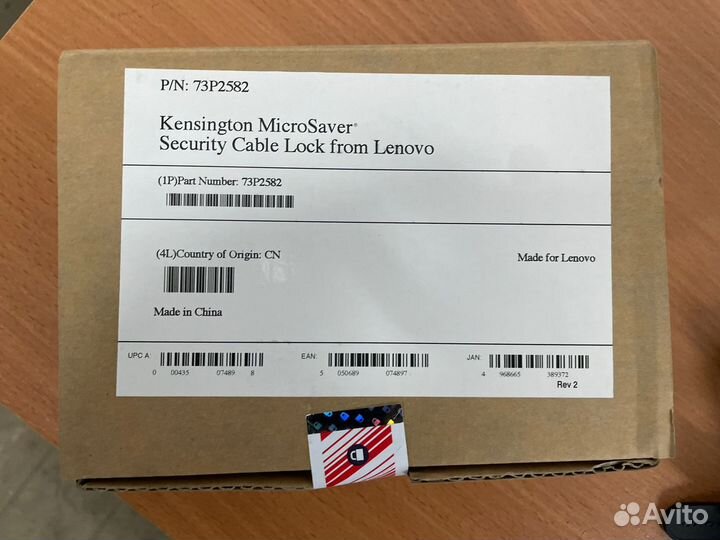 P/N: 73P2582
Kensington MicroSaver®
Security Cable Lock from Lenovo
(1P)Part Number: 73P2582
(4L)Country of Origin: CN
Made for Lenovo
Made in China
UPC A:
0 00435 07489 8
EAN:
5 050689 074897
JAN:
4 968665 389372
Rev 2
Avito